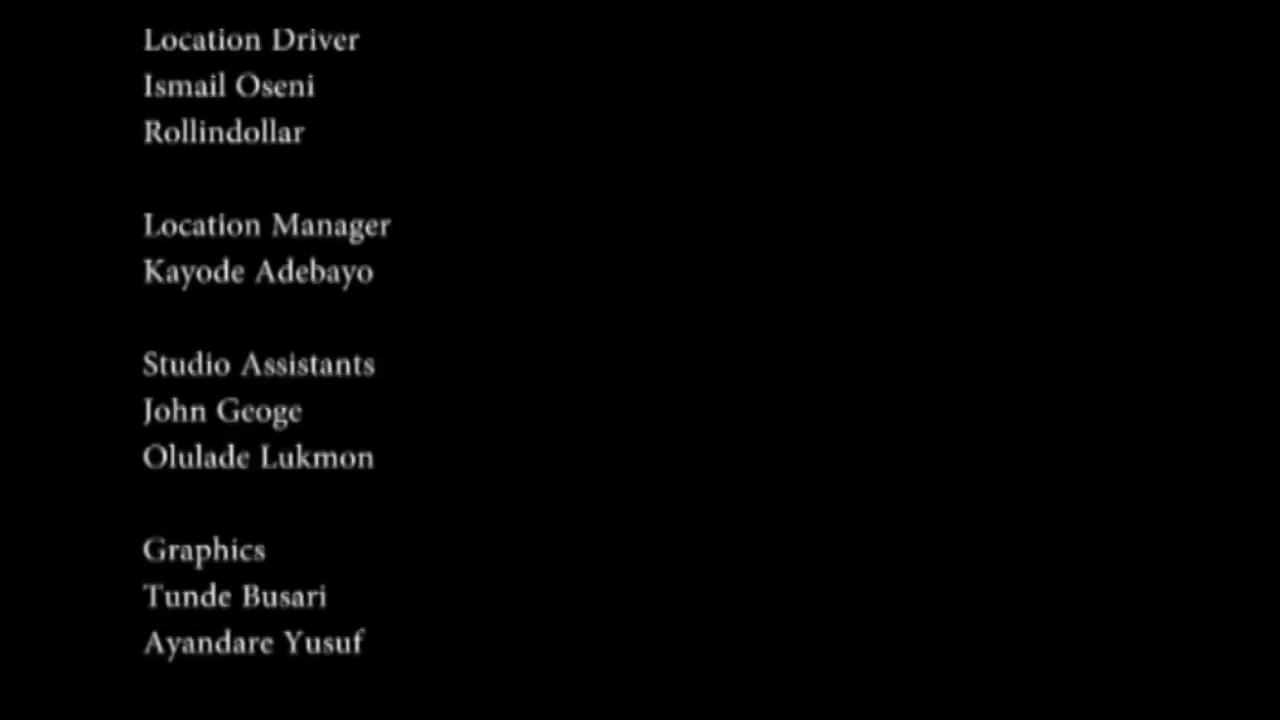 Location Driver
Ismail Oseni
Rollindollar
Location Manager
Kayode Adebayo
Studio Assistants
John Geoge
Olulade Lukmon
Graphics
Tunde Busari
Ayandare Yusuf